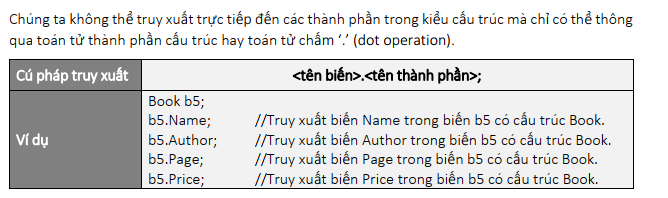 Chúng ta không thể truy xuất trực tiếp đến các thành phần trong kiểu cấu trúc mà chỉ có thể thông
qua toán tử thành phần cấu trúc hay toán tử chấm ‘.’ (dot operation).
Cú pháp truy xuất <tên biến>.<tên thành phần>;
Ví dụ
Book b5;
b5.Name; //Truy xuất biến Name trong biến b5 có cấu trúc Book.
b5.Author; //Truy xuất biến Author trong biến b5 có cấu trúc Book.
b5.Page; //Truy xuất biến Page trong biến b5 có cấu trúc Book.
b5.Price; //Truy xuất biến Price trong biến b5 có cấu trúc Book.